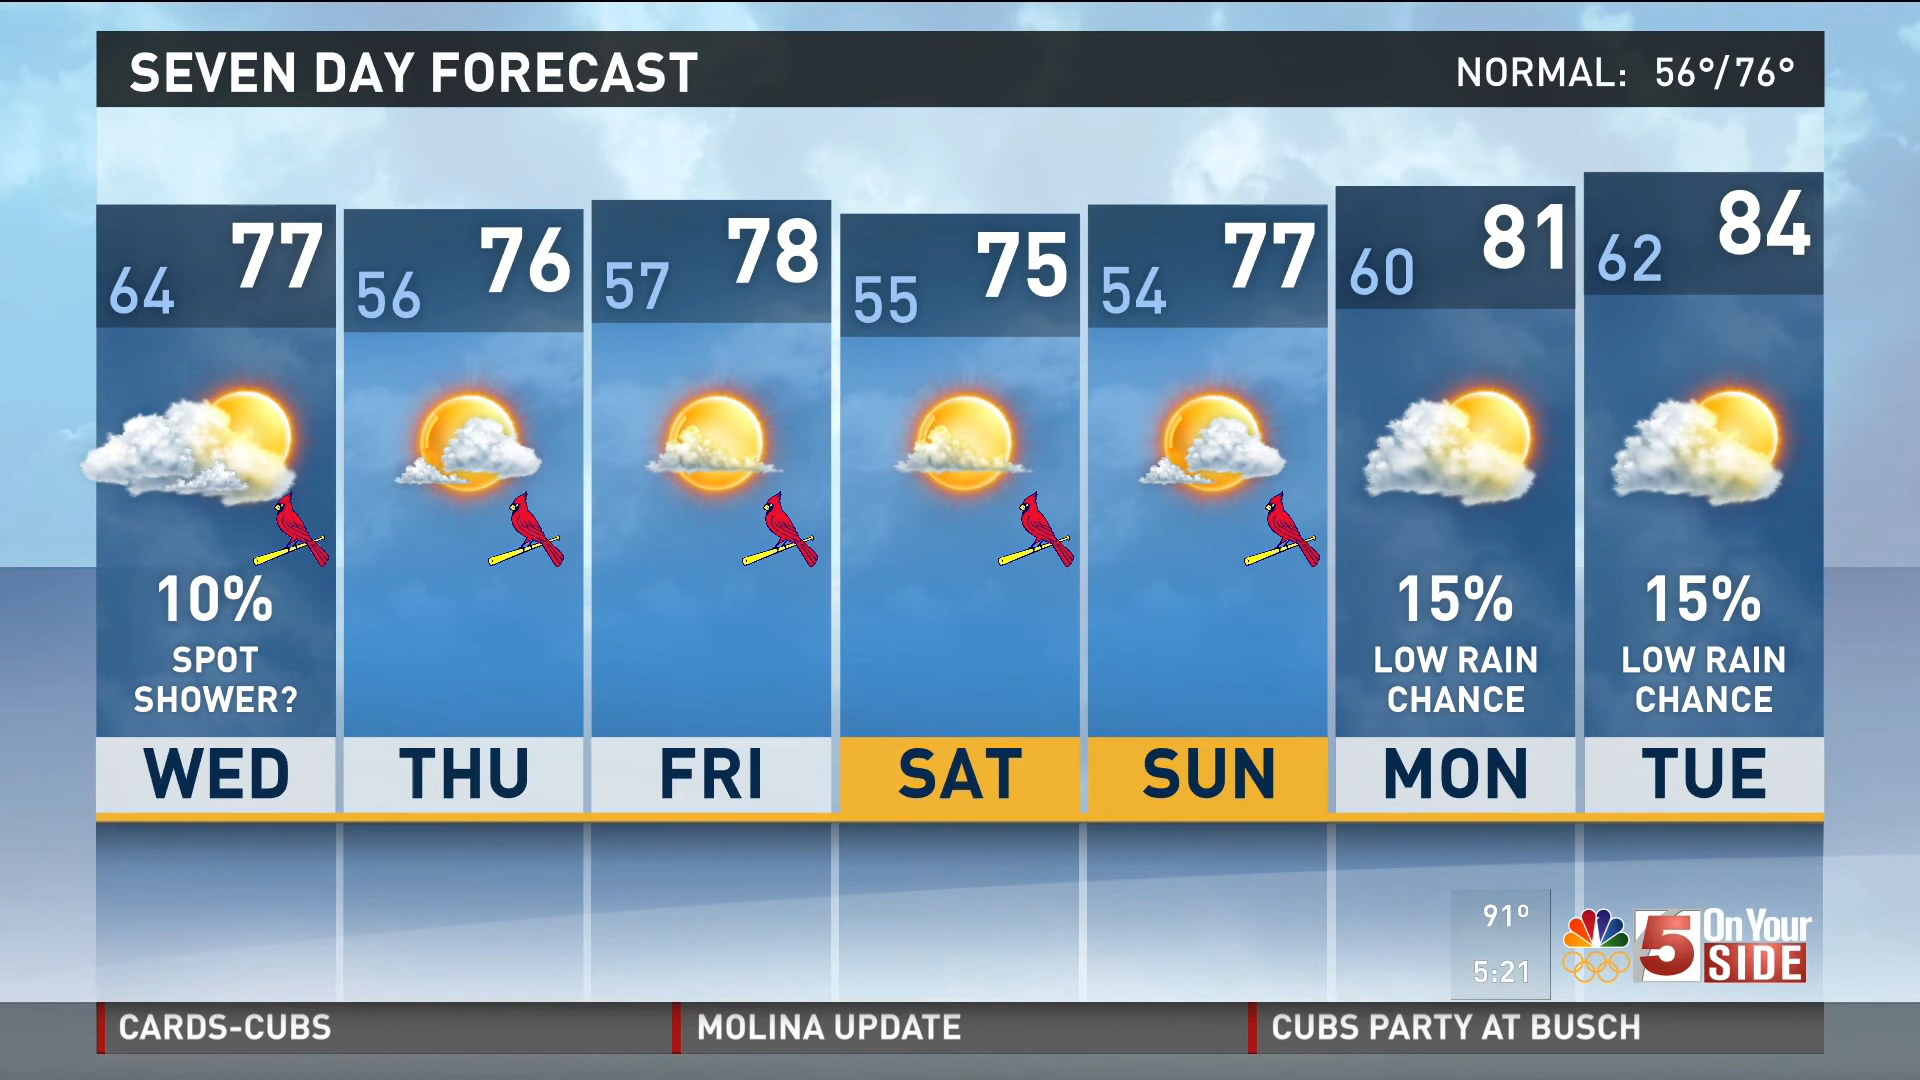 SEVEN DAY FORECAST
NORMAL: 56°/76°
64 77
56 76
57 78
55 75
54 77
60 81
62 84
10%
SPOT
SHOWER?
15%
LOW RAIN
CHANCE
15%
LOW RAIN
CHANCE
WED
THU
FRI
SAT
SUN
MON
TUE
91°
5:21
5 On Your
SIDE
CARDS-CUBS
MOLINA UPDATE
CUBS PARTY AT BUSCH